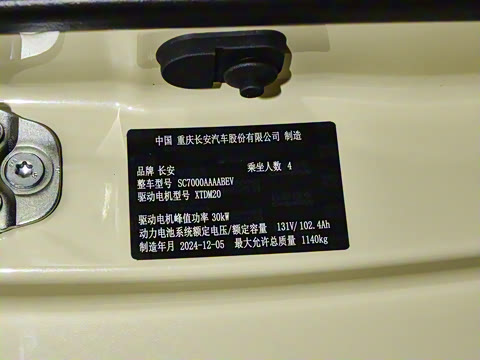 中国 重庆长安汽车股份有限公司 制造
品牌 长安 乘坐人数 4
整车型号 SC7000AAAABEV
驱动电机型号 XTDM20
驱动电机峰值功率 30kW
动力电池系统额定电压/额定容量 131V/102.4Ah
制造年月 2024-12-05 最大允许总质量 1140kg